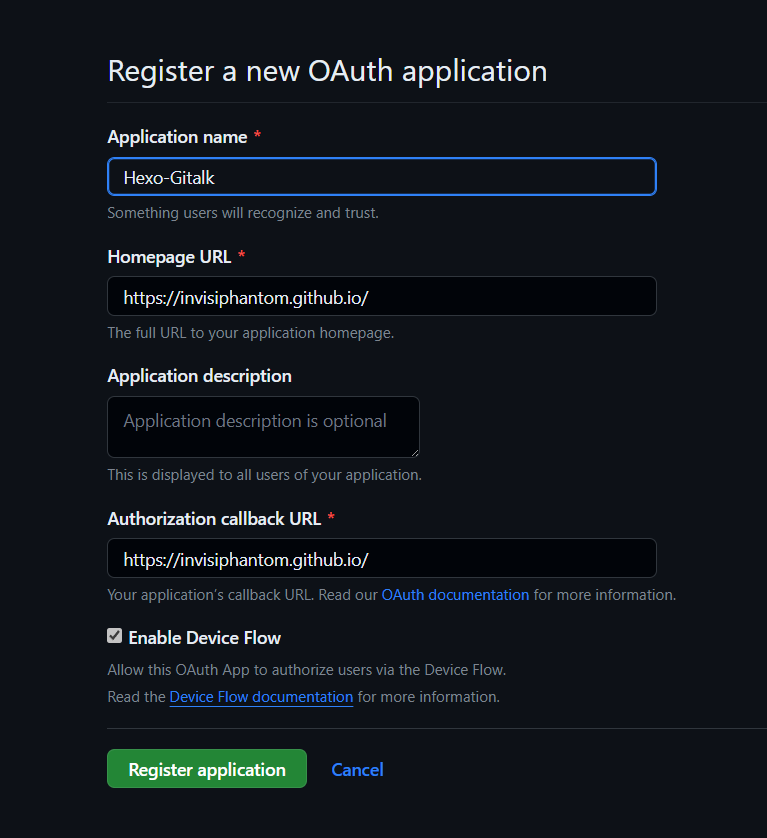 Register a new OAuth application
Application name *
Hexo-Gitalk
Something users will recognize and trust.
Homepage URL *
https://invisiphantom.github.io/
The full URL to your application homepage.
Application description
Application description is optional
This is displayed to all users of your application.
Authorization callback URL *
https://invisiphantom.github.io/
Your application’s callback URL. Read our OAuth documentation for more information.
Enable Device Flow
Allow this OAuth App to authorize users via the Device Flow.
Read the Device Flow documentation for more information.
Register application Cancel